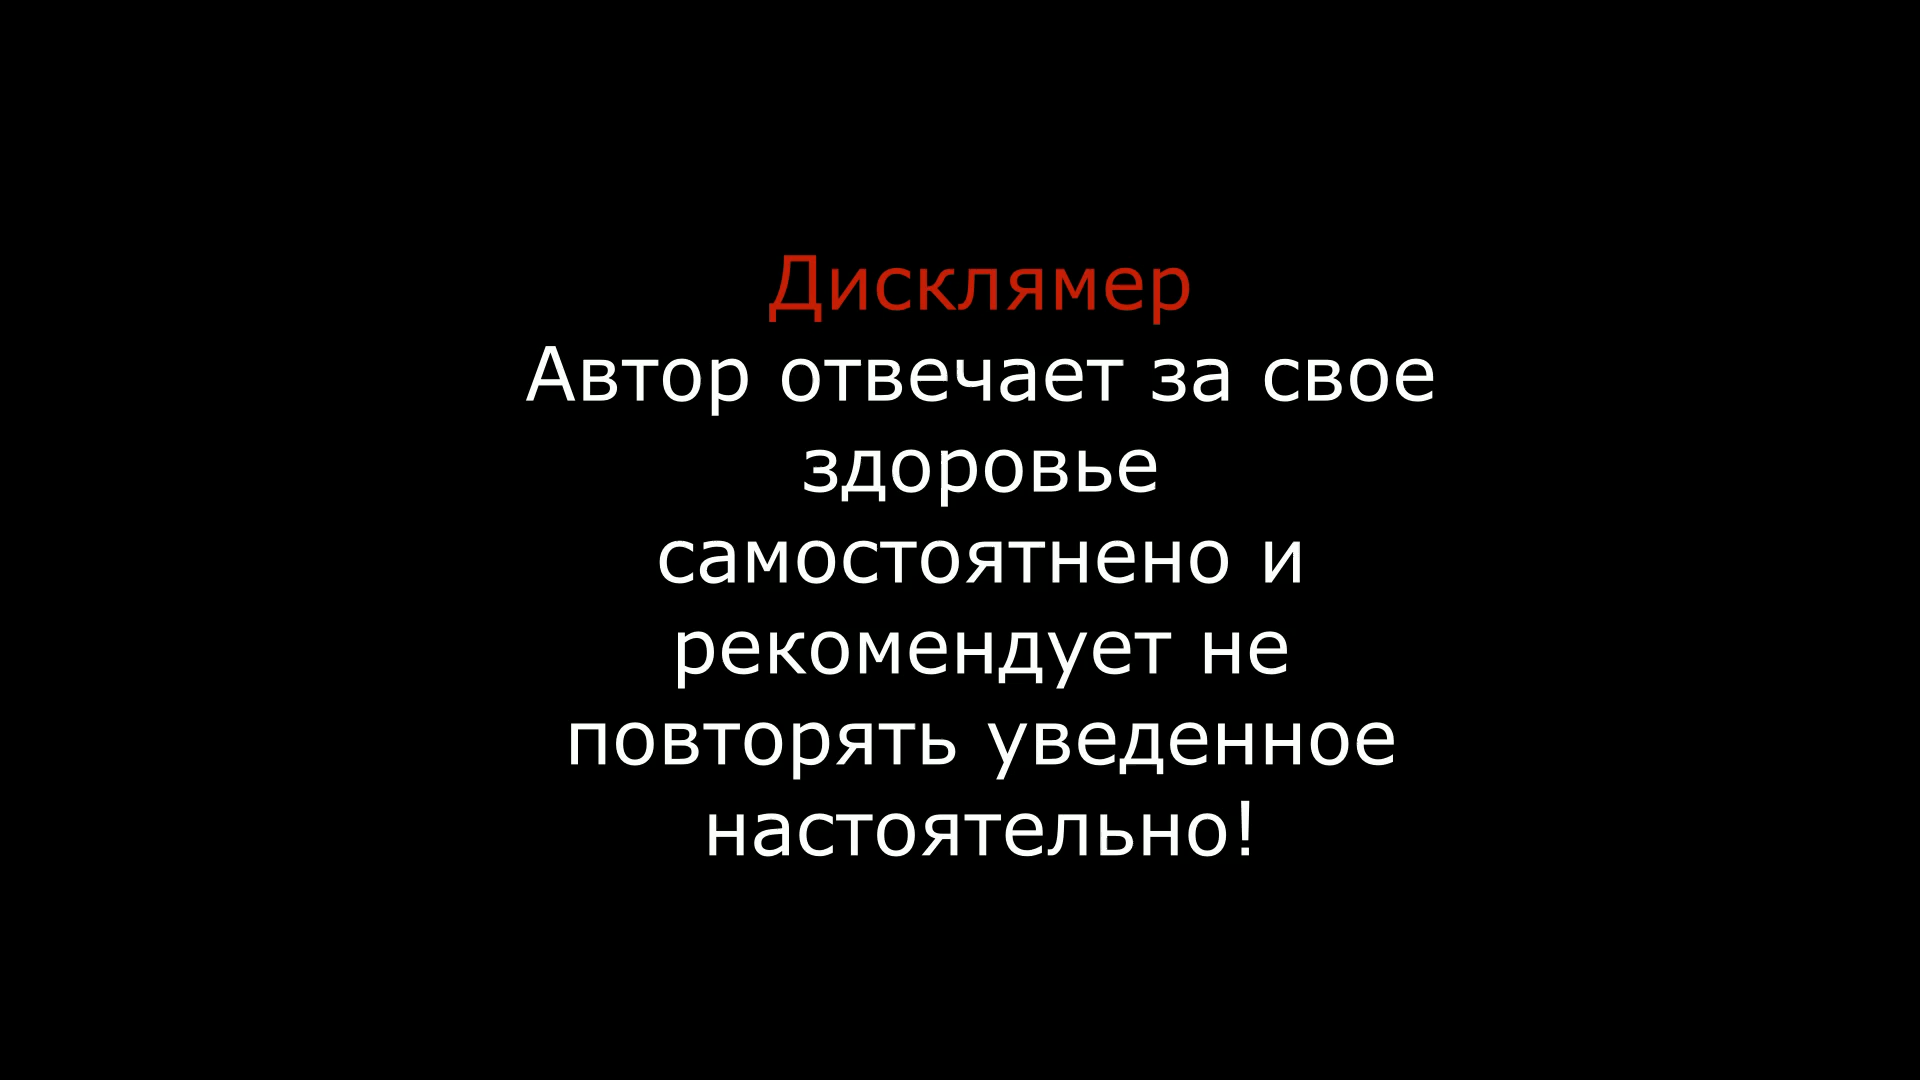 Дисклямер
Автор отвечает за свое
здоровье
самостоятнено и
рекомендует не
повторять уведенное
настоятельно!